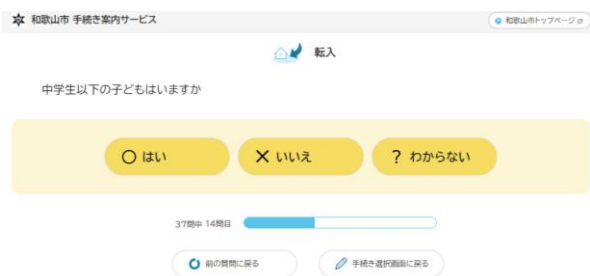 和歌山市 手続き案内サービス
和歌山市トップページ
転入
中学生以下の子どもはいますか
はい
いいえ
? わからない
37問中 14問目
前の質問に戻る
手続き選択画面に戻る